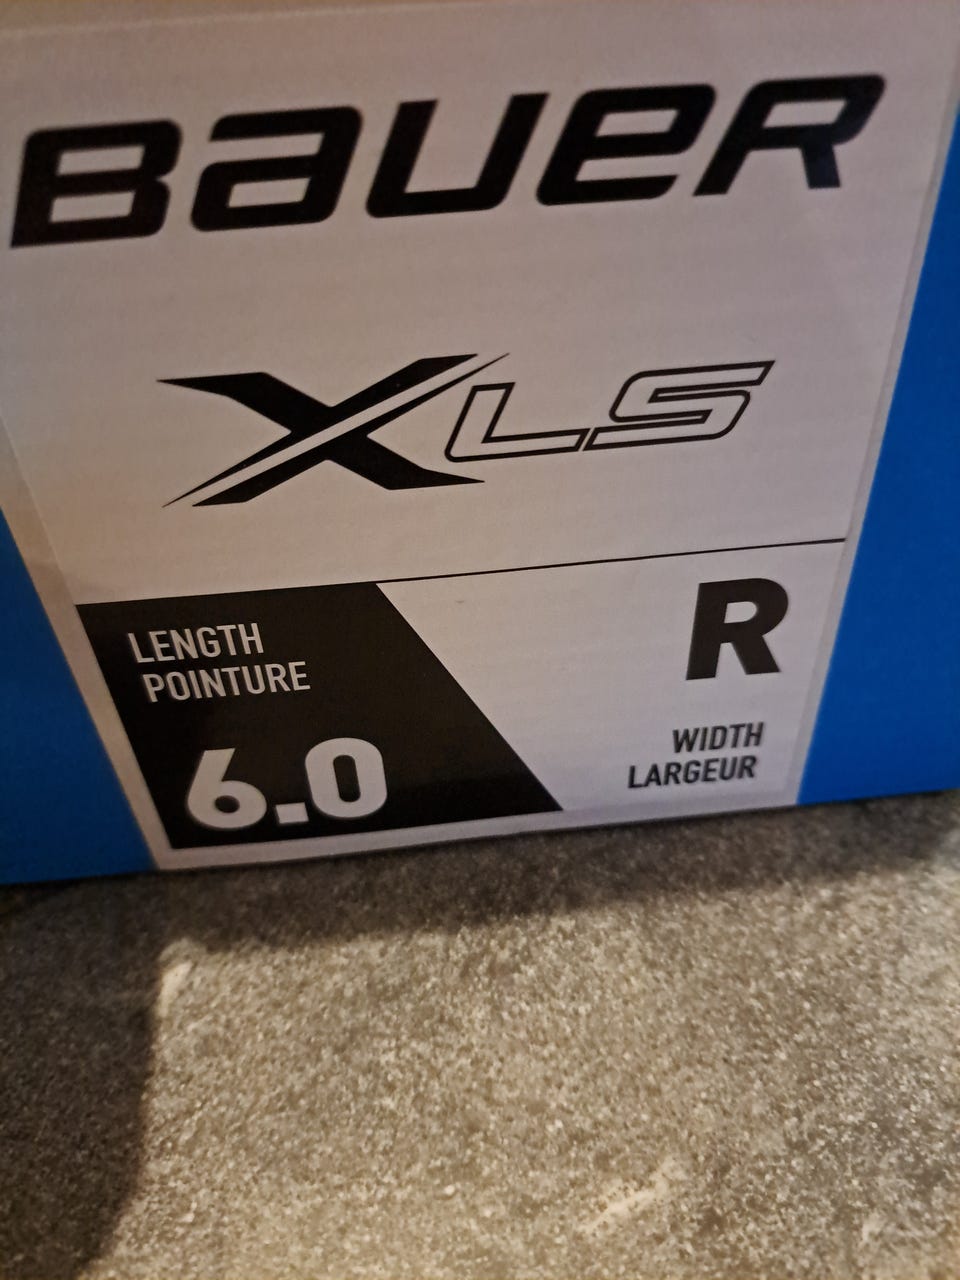 BAUER
XLS
LENGTH
POINTURE
6.0
R
WIDTH
LARGEUR